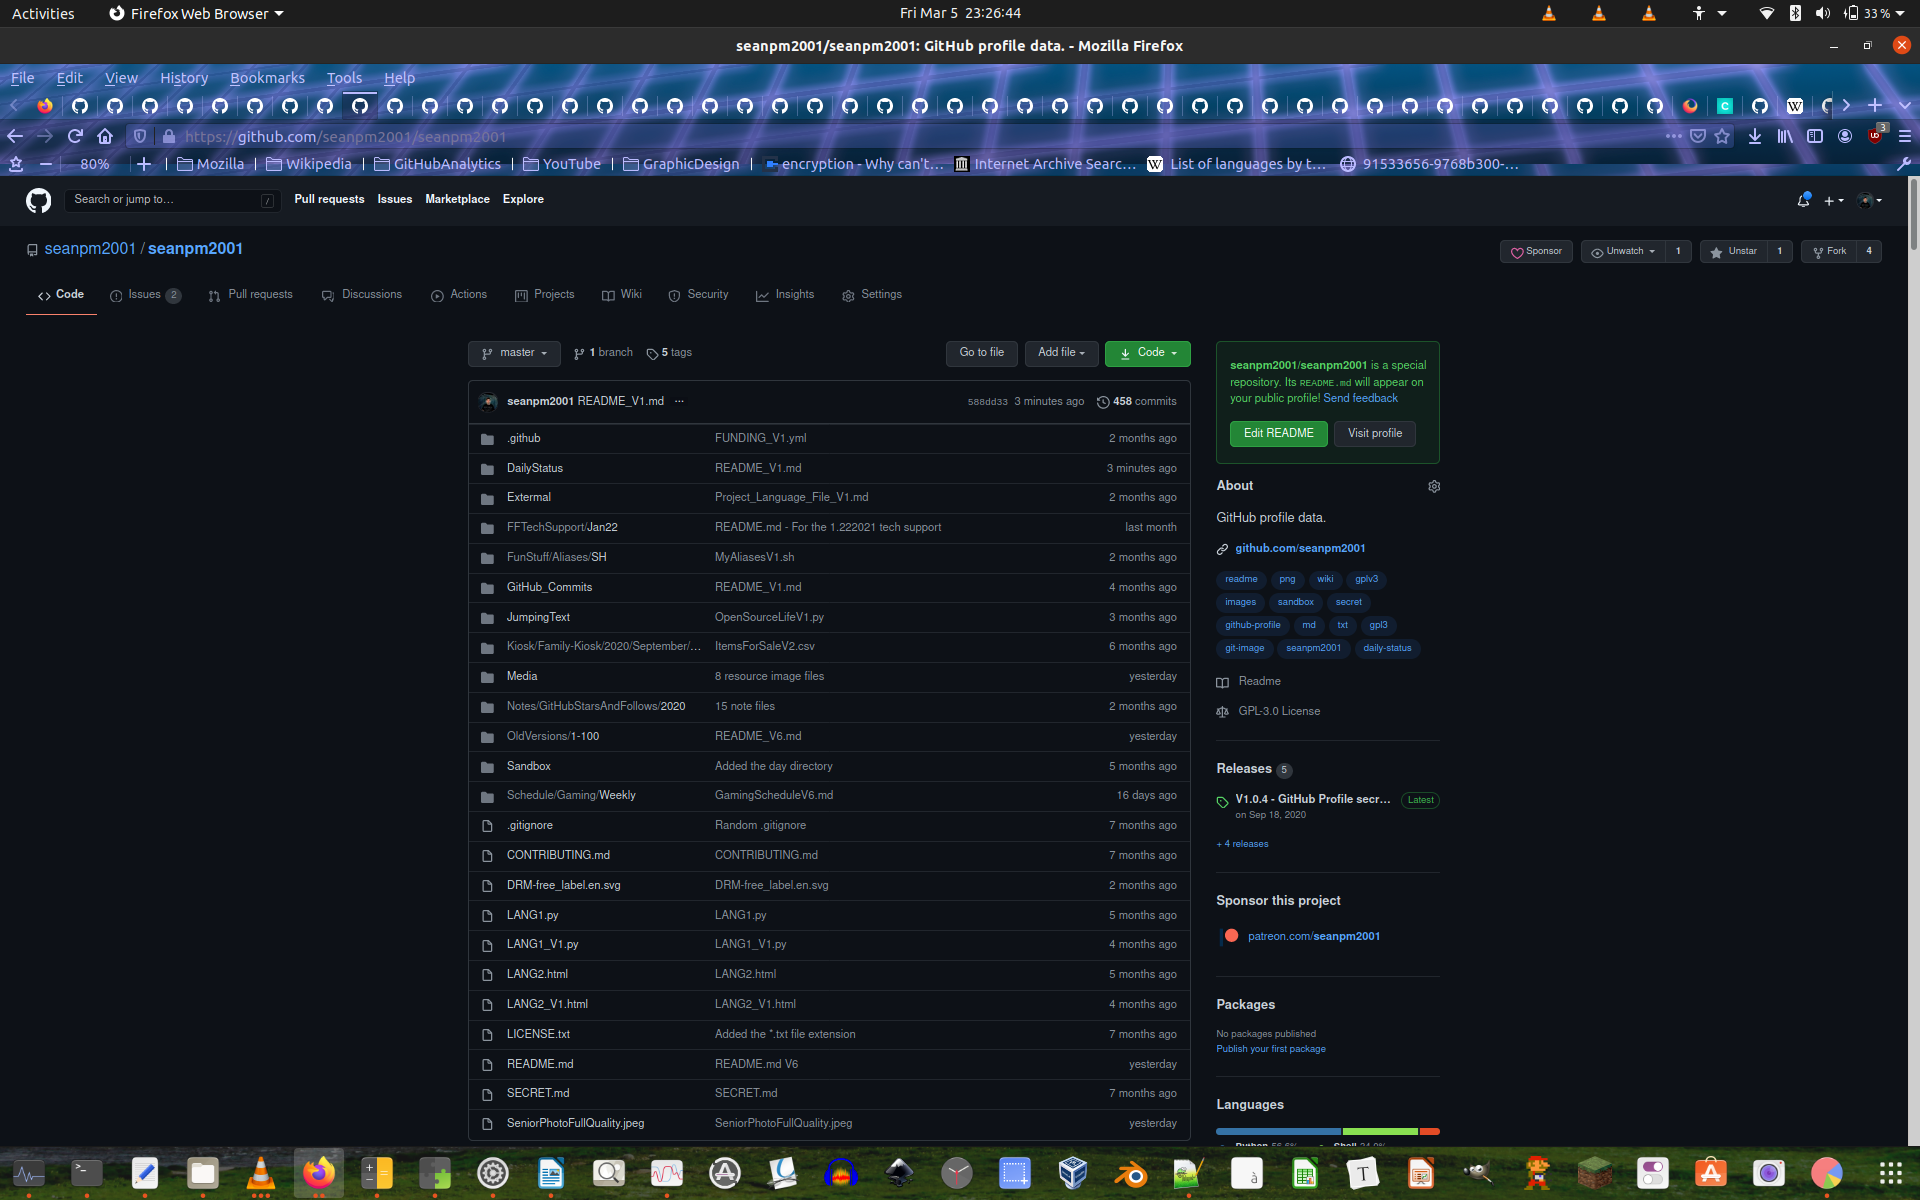 Activities Firefox Web Browser Fri Mar 5 23:26:44 33 %
seanpm2001/seanpm2001: GitHub profile data. - Mozilla Firefox
File Edit View History Bookmarks Tools Help
https://github.com/seanpm2001/seanpm2001 3
80% Mozilla Wikipedia GitHubAnalytics YouTube GraphicDesign encryption - Why can't… Internet Archive Searc… List of languages by t… 91533656-9768b300-…
Search or jump to… / Pull requests Issues Marketplace Explore
seanpm2001 / seanpm2001 Sponsor Unwatch 1 Unstar 1 Fork 4
Code Issues 2 Pull requests Discussions Actions Projects Wiki Security Insights Settings
master 1 branch 5 tags Go to file Add file Code
seanpm2001 README_V1.md ··· 588dd33 3 minutes ago 458 commits
.github FUNDING_V1.yml 2 months ago
DailyStatus README_V1.md 3 minutes ago
Extermal Project_Language_File_V1.md 2 months ago
FFTechSupport/Jan22 README.md - For the 1.222021 tech support last month
FunStuff/Aliases/SH MyAliasesV1.sh 2 months ago
GitHub_Commits README_V1.md 4 months ago
JumpingText OpenSourceLifeV1.py 3 months ago
Kiosk/Family-Kiosk/2020/September/… ItemsForSaleV2.csv 6 months ago
Media 8 resource image files yesterday
Notes/GitHubStarsAndFollows/2020 15 note files 2 months ago
OldVersions/1-100 README_V6.md yesterday
Sandbox Added the day directory 5 months ago
Schedule/Gaming/Weekly GamingScheduleV6.md 16 days ago
.gitignore Random .gitignore 7 months ago
CONTRIBUTING.md CONTRIBUTING.md 7 months ago
DRM-free_label.en.svg DRM-free_label.en.svg 2 months ago
LANG1.py LANG1.py 5 months ago
LANG1_V1.py LANG1_V1.py 4 months ago
LANG2.html LANG2.html 5 months ago
LANG2_V1.html LANG2_V1.html 4 months ago
LICENSE.txt Added the *.txt file extension 7 months ago
README.md README.md V6 yesterday
SECRET.md SECRET.md 7 months ago
SeniorPhotoFullQuality.jpeg SeniorPhotoFullQuality.jpeg yesterday
seanpm2001/seanpm2001 is a special
repository. Its README.md will appear on
your public profile! Send feedback
Edit README Visit profile
About
GitHub profile data.
github.com/seanpm2001
readme png wiki gplv3
images sandbox secret
github-profile md txt gpl3
git-image seanpm2001 daily-status
Readme
GPL-3.0 License
Releases 5
V1.0.4 - GitHub Profile secr… Latest
on Sep 18, 2020
+ 4 releases
Sponsor this project
patreon.com/seanpm2001
Packages
No packages published
Publish your first package
Languages